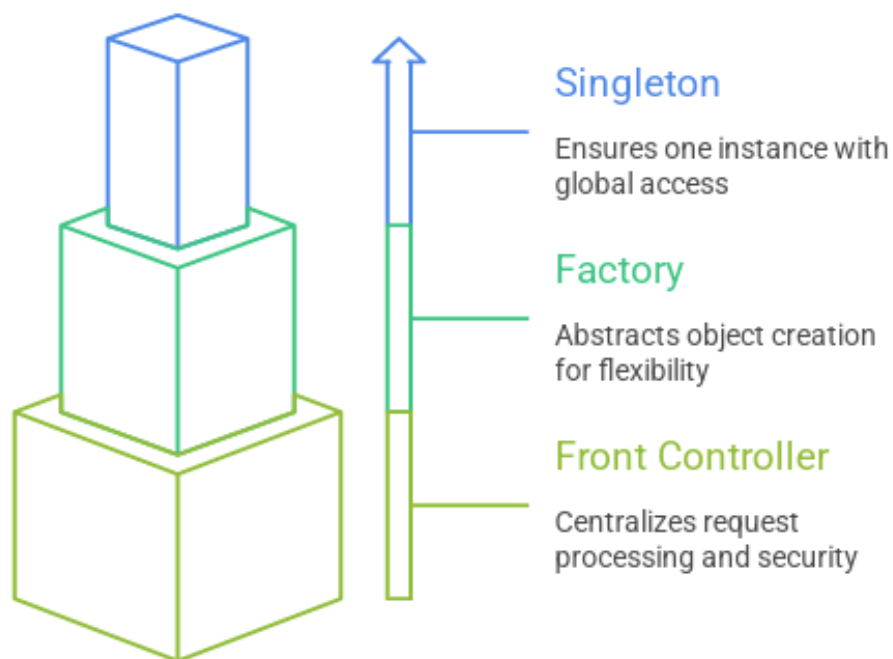 Singleton
Ensures one instance with
global access
Factory
Abstracts object creation
for flexibility
Front Controller
Centralizes request
processing and security